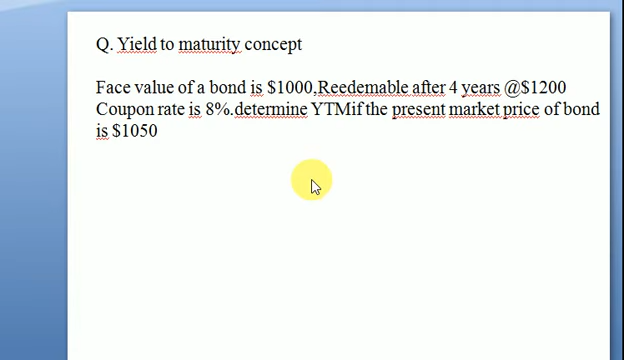 Q. Yield to maturity concept
Face value of a bond is $1000,Reedemable after 4 years @$1200
Coupon rate is 8%.determine YTMif the present market price of bond
is $1050